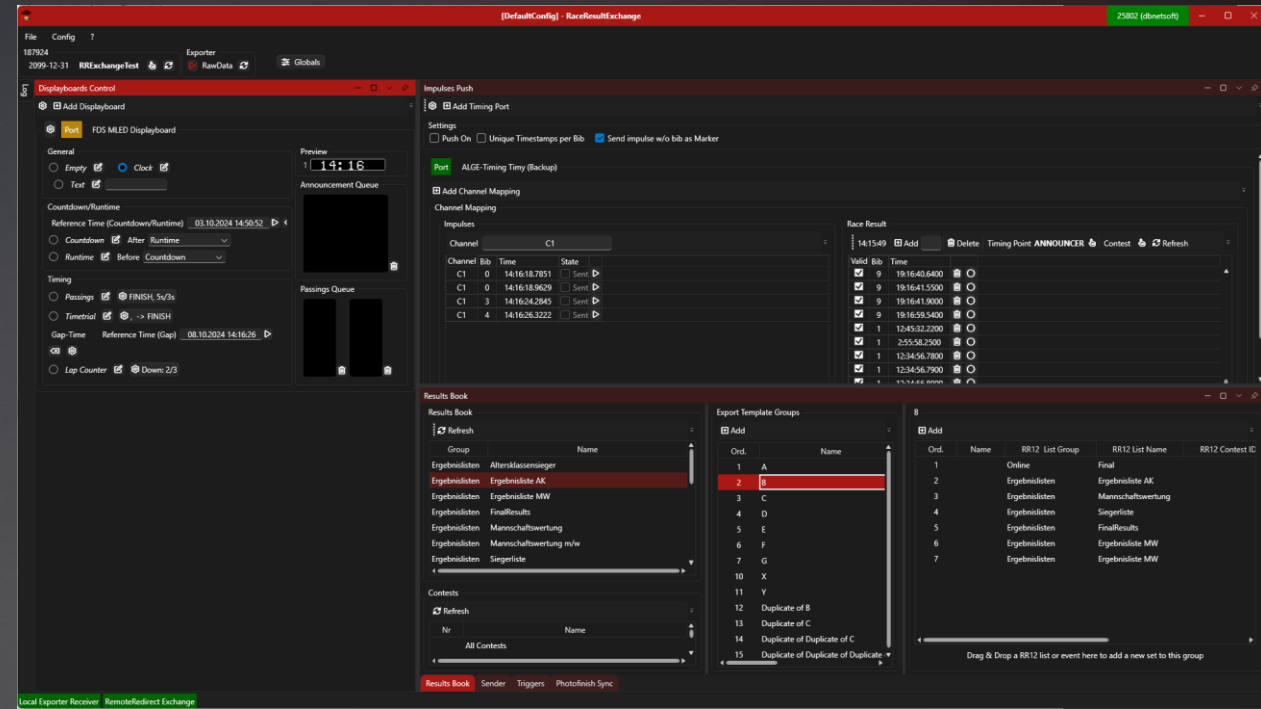 [DefaultConfig] - RaceResultExchange
25802 (dbnetsoft)
File Config ?
187924
Exporter
2099-12-31 RRExchangeTest RawData Globals
Log
Displayboards Control
Add Displayboard
Port FDS MLED Displayboard
General
Empty Clock
Text
Preview
1 14:16
Announcement Queue
Countdown/Runtime
Reference Time (Countdown/Runtime) 03.10.2024 14:50:52
Countdown After Runtime
Runtime Before Countdown
Timing
Passings FINISH, 5s/3s
Timetrial , -> FINISH
Gap-Time Reference Time (Gap) 08.10.2024 14:16:26
Lap Counter Down: 2/3
Passings Queue
Impulses Push
Add Timing Port
Settings
Push On Unique Timestamps per Bib Send impulse w/o bib as Marker
Port ALGE-Timing Timy (Backup)
Add Channel Mapping
Channel Mapping
Impulses
Channel C1
Channel Bib Time State
C1 0 14:16:18.7851 Sent
C1 0 14:16:18.9629 Sent
C1 3 14:16:24.2845 Sent
C1 4 14:16:26.3222 Sent
Race Result
14:15:49 Add Delete Timing Point ANNOUNCER Contest Refresh
Valid Bib Time
9 19:16:40.6400
9 19:16:41.5500
9 19:16:41.9000
9 19:16:59.5400
1 12:45:32.2200
1 2:55:58.2500
1 12:34:56.7800
1 12:34:56.7900
1 12:34:56.8000
Results Book
Results Book
Refresh
Group Name
Ergebnislisten Altersklassensieger
Ergebnislisten Ergebnisliste AK
Ergebnislisten Ergebnisliste MW
Ergebnislisten FinalResults
Ergebnislisten Mannschaftswertung
Ergebnislisten Mannschaftswertung m/w
Ergebnislisten Siegerliste
Contests
Refresh
Nr Name
All Contests
Export Template Groups
Add
Ord. Name
1 A
2 B
3 C
4 D
5 E
6 F
7 G
10 X
11 Y
12 Duplicate of B
13 Duplicate of C
14 Duplicate of Duplicate of C
15 Duplicate of Duplicate of Duplicate
B
Add
Ord. Name RR12 List Group RR12 List Name RR12 Contest ID
1 Online Final
2 Ergebnislisten Ergebnisliste AK
3 Ergebnislisten Mannschaftswertung
4 Ergebnislisten Siegerliste
5 Ergebnislisten FinalResults
6 Ergebnislisten Ergebnisliste MW
7 Ergebnislisten Ergebnisliste MW
Drag & Drop a RR12 list or event here to add a new set to this group
Results Book Sender Triggers Photofinish Sync
Local Exporter Receiver RemoteRedirect Exchange